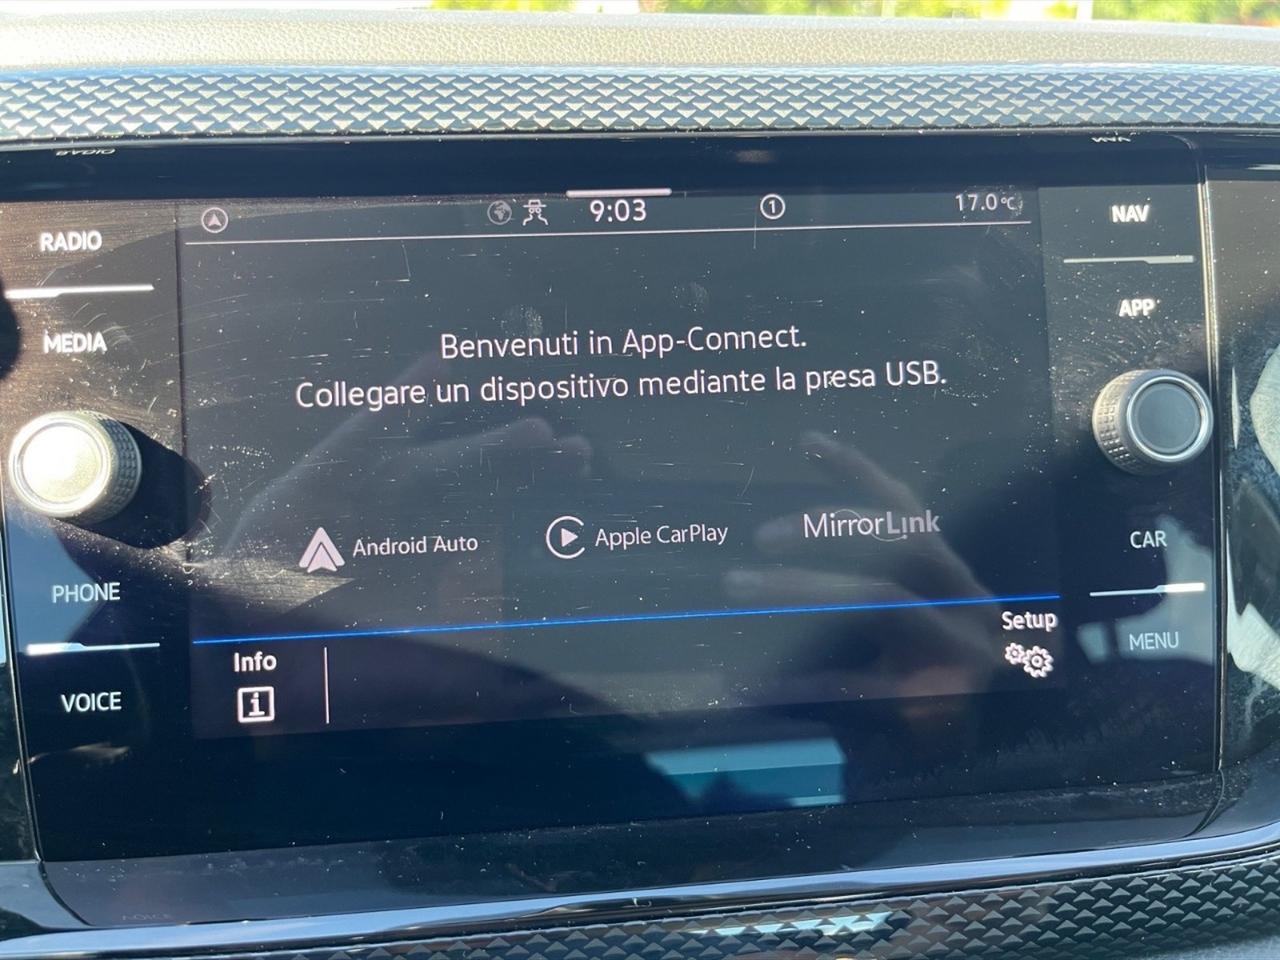 RADIO
MEDIA
PHONE
VOICE
9:03
1
17.0°C
Benvenuti in App-Connect.
Collegare un dispositivo mediante la presa USB.
Android Auto
Apple CarPlay
MirrorLink
Info
i
Setup
NAV
APP
CAR
MENU